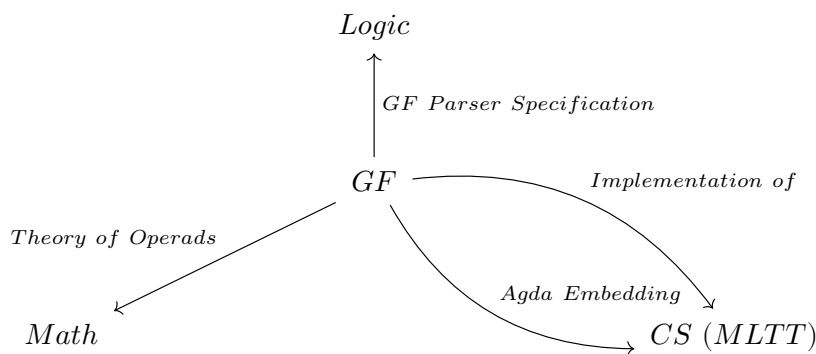 Logic
GF Parser Specification
GF
Implementation of
Theory of Operads
Agda Embedding
Math
CS (MLTT)